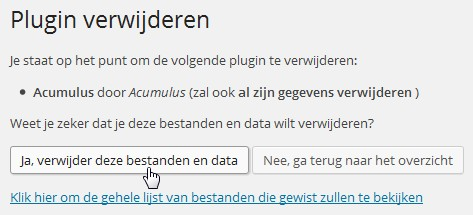 Plugin verwijderen
Je staat op het punt om de volgende plugin te verwijderen:
• Acumulus door Acumulus (zal ook al zijn gegevens verwijderen )
Weet je zeker dat je deze bestanden en data wilt verwijderen?
Ja, verwijder deze bestanden en data Nee, ga terug naar het overzicht
Klik hier om de gehele lijst van bestanden die gewist zullen te bekijken